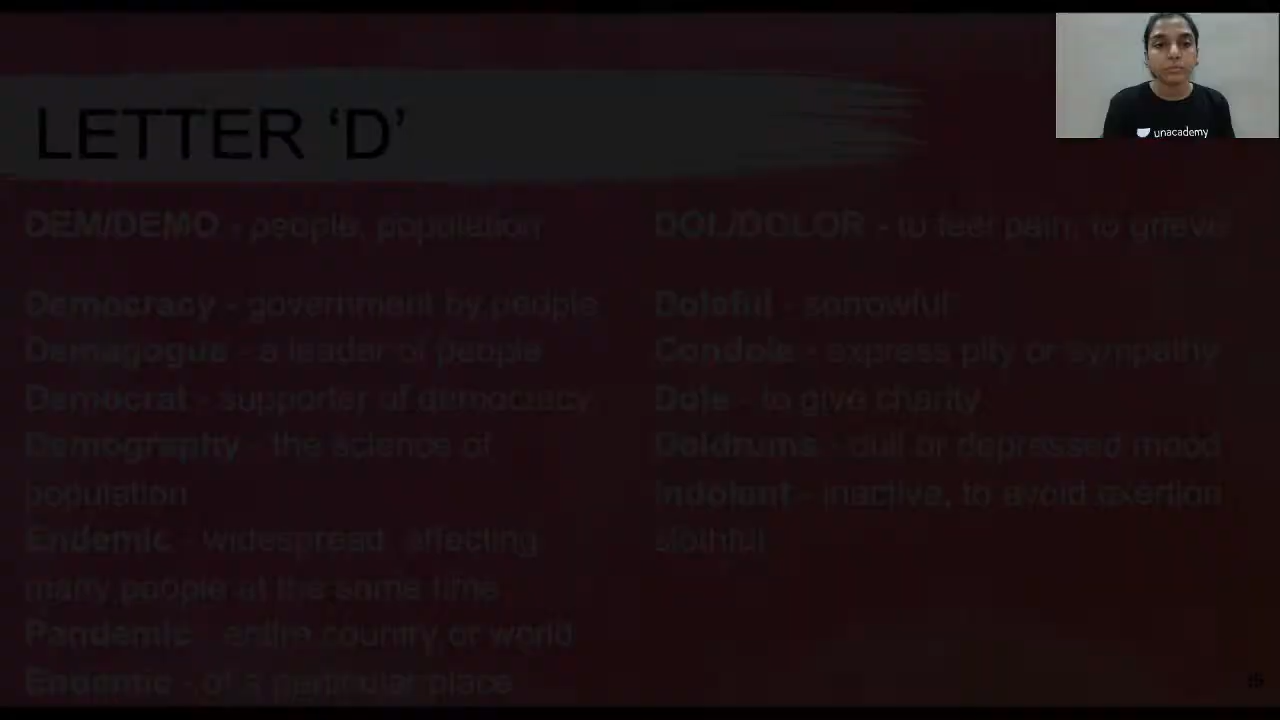 LETTER ‘D’
unacademy
DEM/DEMO - people, population
Democracy - government by people
Demagogue - a leader of people
Democrat - supporter of democracy
Demography - the science of
population
- widespread, affecting
many people at the same time
Pandemic - entire country or world
Endemic - of a particular place
DOL/DOLOR - to feel pain, to grieve
Doleful - sorrowful
Condole - express pity or sympathy
Dole - to give charity
Doldrums - dull or depressed mood
Indolent - inactive, to avoid exertion
slothful